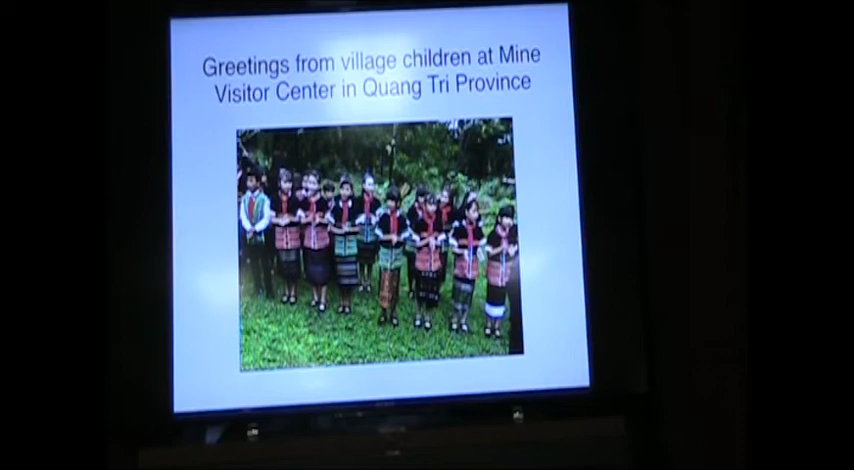 Greetings from village children at Mine
Visitor Center in Quang Tri Province